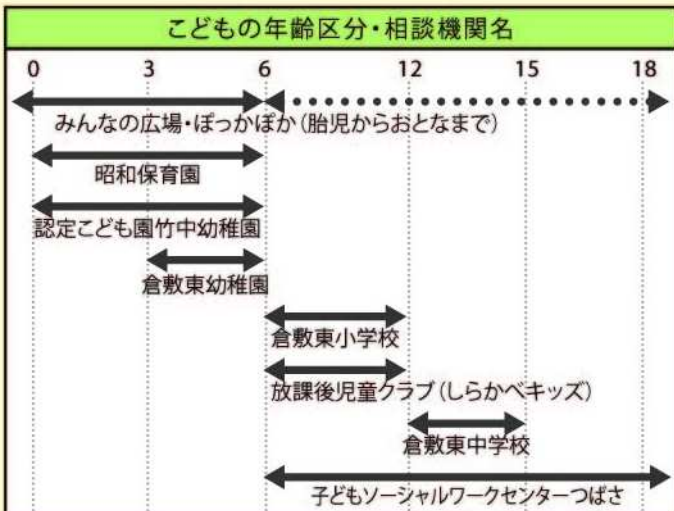 こどもの年齢区分・相談機関名
0 3 6 12 15 18
みんなの広場・ぽっかぽか(胎児からおとなまで)
昭和保育園
認定こども園竹中幼稚園
倉敷東幼稚園
倉敷東小学校
放課後児童クラブ(しらかべキッズ)
倉敷東中学校
子どもソーシャルワークセンターつばさ